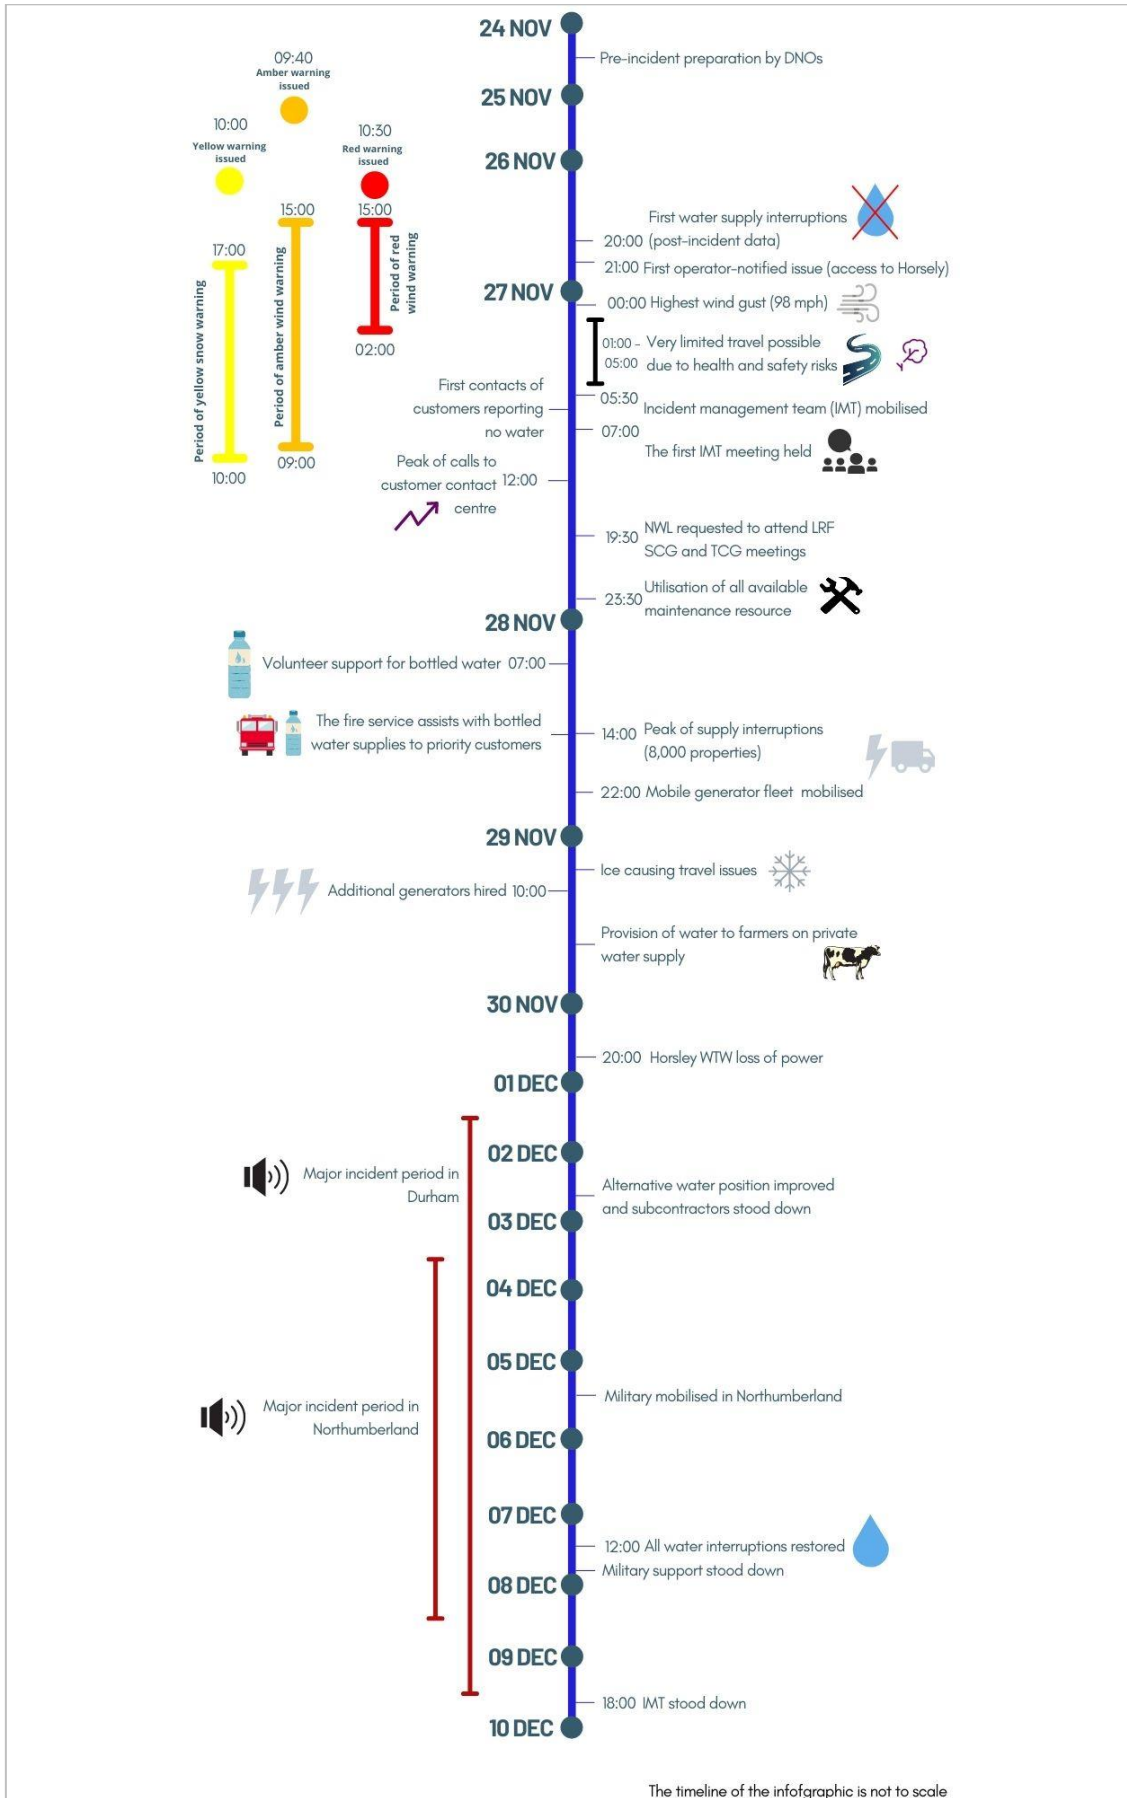 24 NOV
Pre-incident preparation by DNOs
09:40
Amber warning
issued
25 NOV
10:00
Yellow warning
issued
10:30
Red warning
issued
26 NOV
15:00
15:00
17:00
Period of yellow snow warning
Period of amber wind warning
Period of red
wind warning
02:00
09:00
10:00
First water supply interruptions
20:00 (post-incident data)
21:00 First operator-notified issue (access to Horsely)
27 NOV
00:00 Highest wind gust (98 mph)
01:00 -
05:00
Very limited travel possible
due to health and safety risks
First contacts of
customers reporting
no water
05:30
Incident management team (IMT) mobilised
07:00
The first IMT meeting held
Peak of calls to
customer contact
centre
12:00
19:30
NWL requested to attend LRF
SCG and TCG meetings
23:30
Utilisation of all available
maintenance resource
28 NOV
Volunteer support for bottled water 07:00
The fire service assists with bottled
water supplies to priority customers
14:00
Peak of supply interruptions
(8,000 properties)
22:00 Mobile generator fleet mobilised
29 NOV
Ice causing travel issues
Additional generators hired 10:00
Provision of water to farmers on private
water supply
30 NOV
20:00 Horsley WTW loss of power
01 DEC
02 DEC
Major incident period in
Durham
Alternative water position improved
and subcontractors stood down
03 DEC
04 DEC
05 DEC
Military mobilised in Northumberland
Major incident period in
Northumberland
06 DEC
07 DEC
12:00 All water interruptions restored
Military support stood down
08 DEC
09 DEC
18:00 IMT stood down
10 DEC
The timeline of the infofgraphic is not to scale